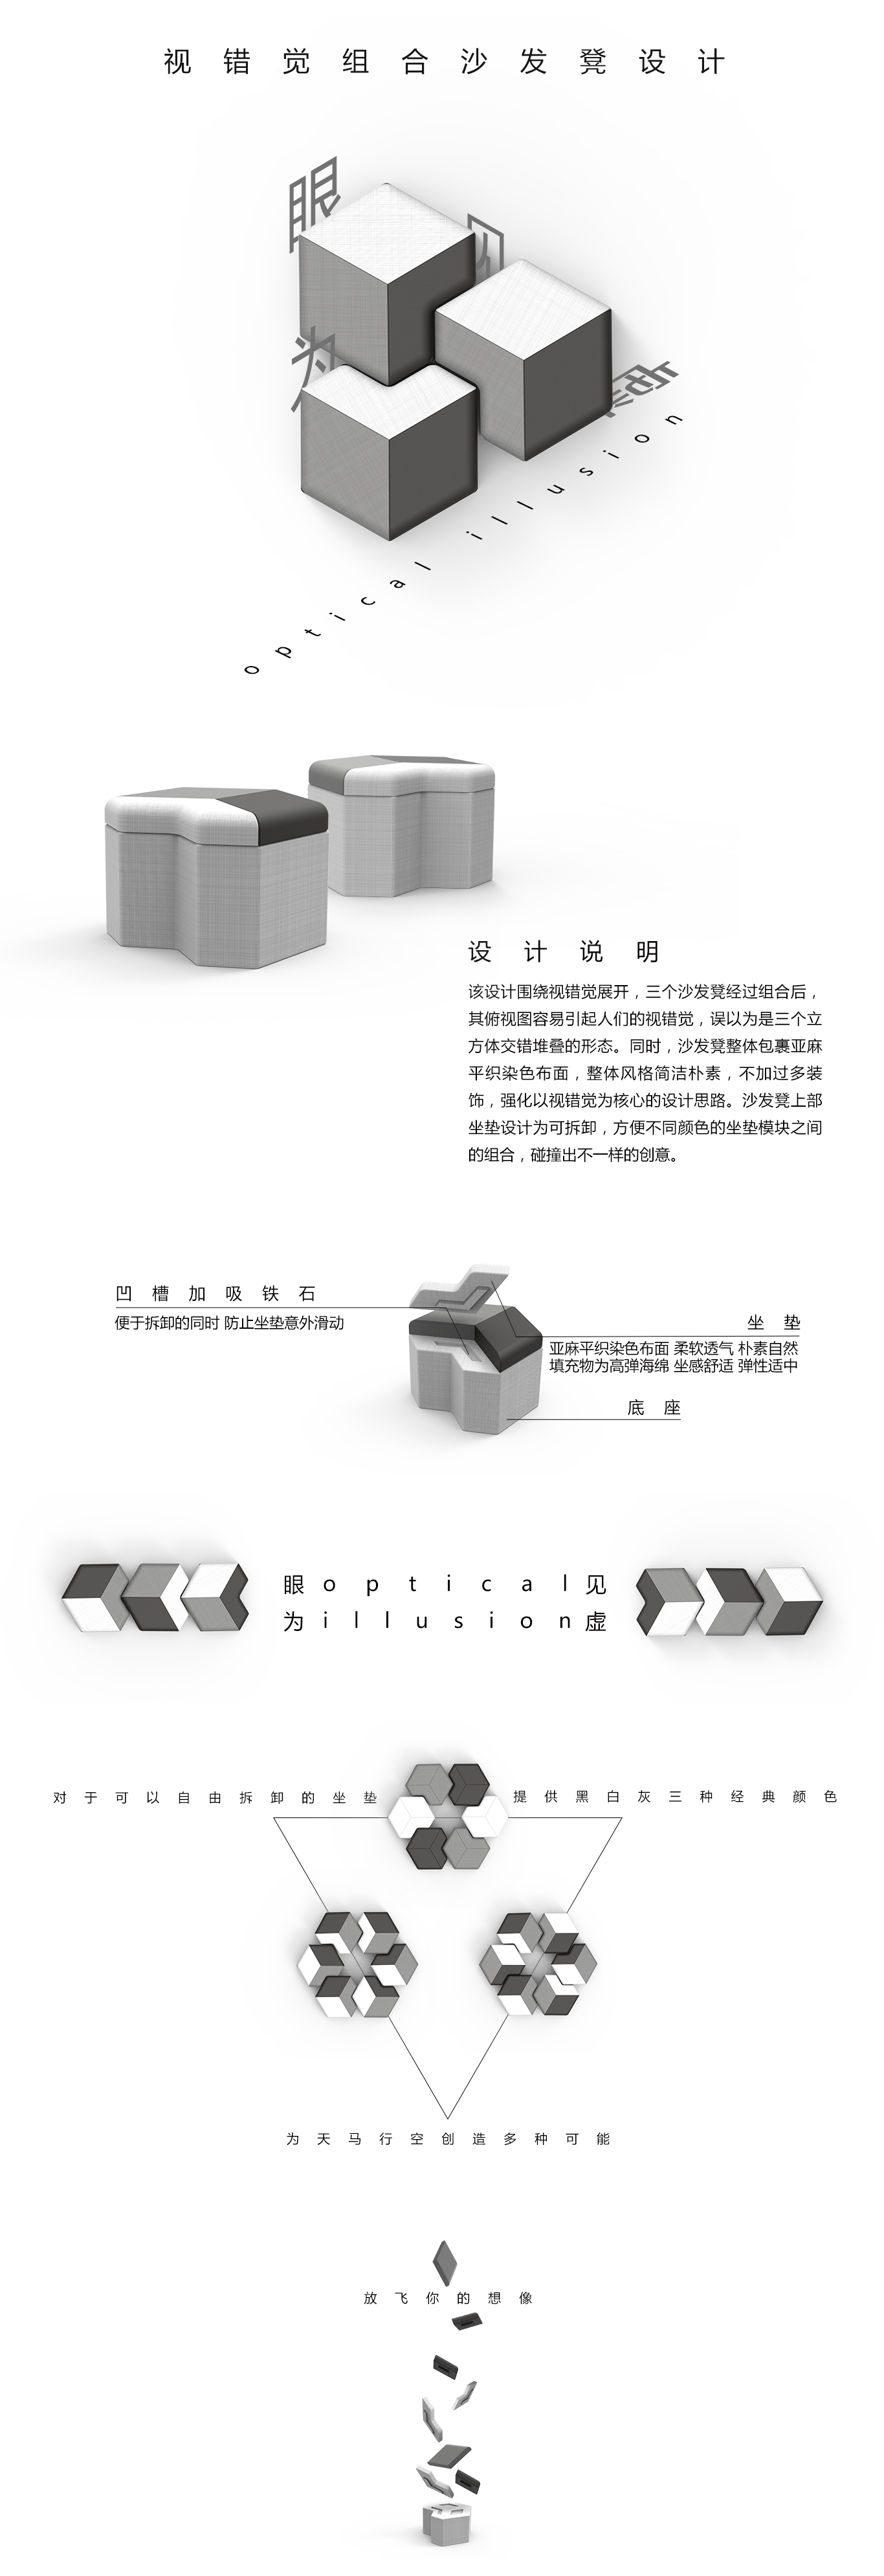 视错觉组合沙发凳设计
眼
见
为
虚
optical illusion
设计说明
该设计围绕视错觉展开，三个沙发凳经过组合后，
其俯视图容易引起人们的视错觉，误以为是三个立
方体交错堆叠的形态。同时，沙发凳整体包裹亚麻
平织染色布面，整体风格简洁朴素，不加过多装
饰，强化以视错觉为核心的设计思路。沙发凳上部
坐垫设计为可拆卸，方便不同颜色的坐垫模块之间
的组合，碰撞出不一样的创意。
凹槽加吸铁石
便于拆卸的同时 防止坐垫意外滑动
坐垫
亚麻平织染色布面 柔软透气 朴素自然
填充物为高弹海绵 坐感舒适 弹性适中
底座
眼optical见
为illusion虚
对于可以自由拆卸的坐垫
提供黑白灰三种经典颜色
为天马行空创造多种可能
放飞你的想像